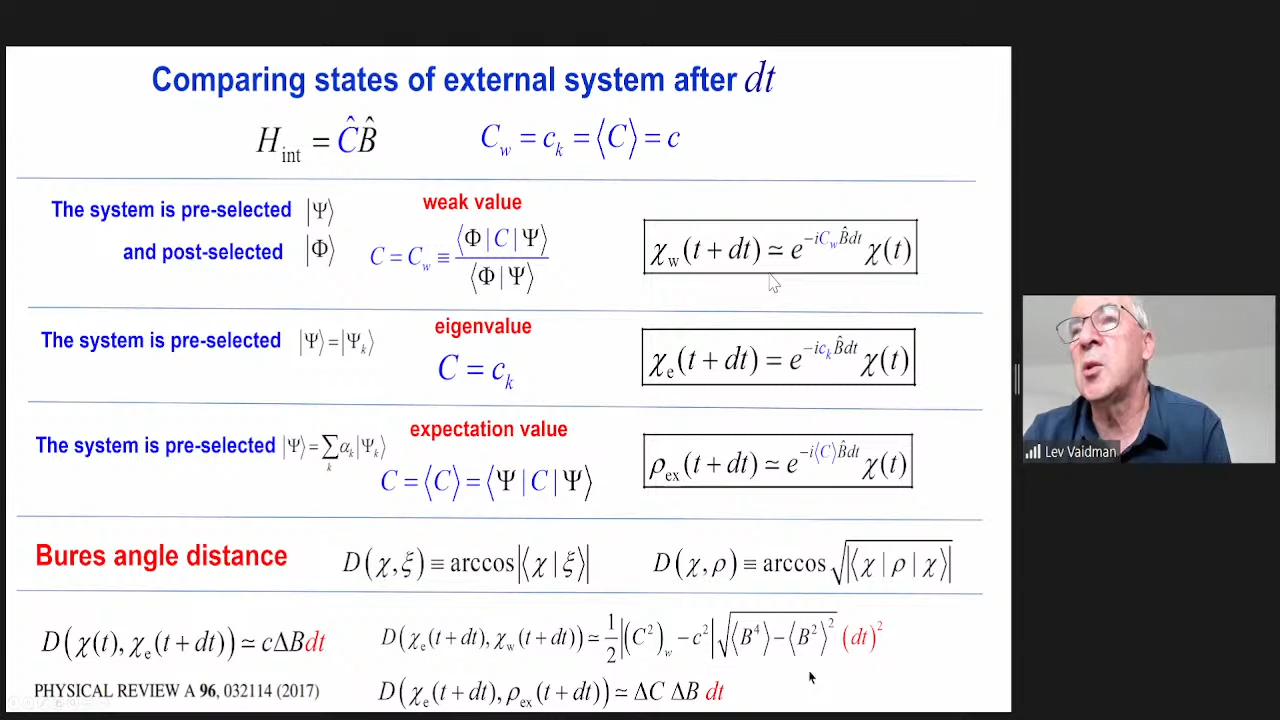 Comparing states of external system after dt
H_int = ĈB̂
C_w = c_k = ⟨C⟩ = c
The system is pre-selected |Ψ⟩
and post-selected |Φ⟩
weak value
C = C_w ≡ ⟨Φ|C|Ψ⟩ / ⟨Φ|Ψ⟩
χ_w(t + dt) ≃ e^{−iC_w B̂dt} χ(t)
The system is pre-selected |Ψ⟩=|Ψ_k⟩
eigenvalue
C = c_k
χ_e(t + dt) = e^{−ic_k B̂dt} χ(t)
The system is pre-selected |Ψ⟩=∑_k α_k|Ψ_k⟩
expectation value
C = ⟨C⟩ = ⟨Ψ|C|Ψ⟩
ρ_ex(t + dt) ≃ e^{−i⟨C⟩B̂dt} χ(t)
Bures angle distance
D(χ,ξ) ≡ arccos|⟨χ|ξ⟩|
D(χ,ρ) ≡ arccos√|⟨χ|ρ|χ⟩|
D(χ(t), χ_e(t + dt)) ≃ cΔBdt
D(χ_e(t+dt), χ_w(t+dt)) ≃ 1/2 |(C²)_w − c²| √(⟨B⁴⟩−⟨B²⟩²) (dt)²
PHYSICAL REVIEW A 96, 032114 (2017)
D(χ_e(t+dt), ρ_ex(t+dt)) ≃ ΔC ΔB dt
Lev Vaidman